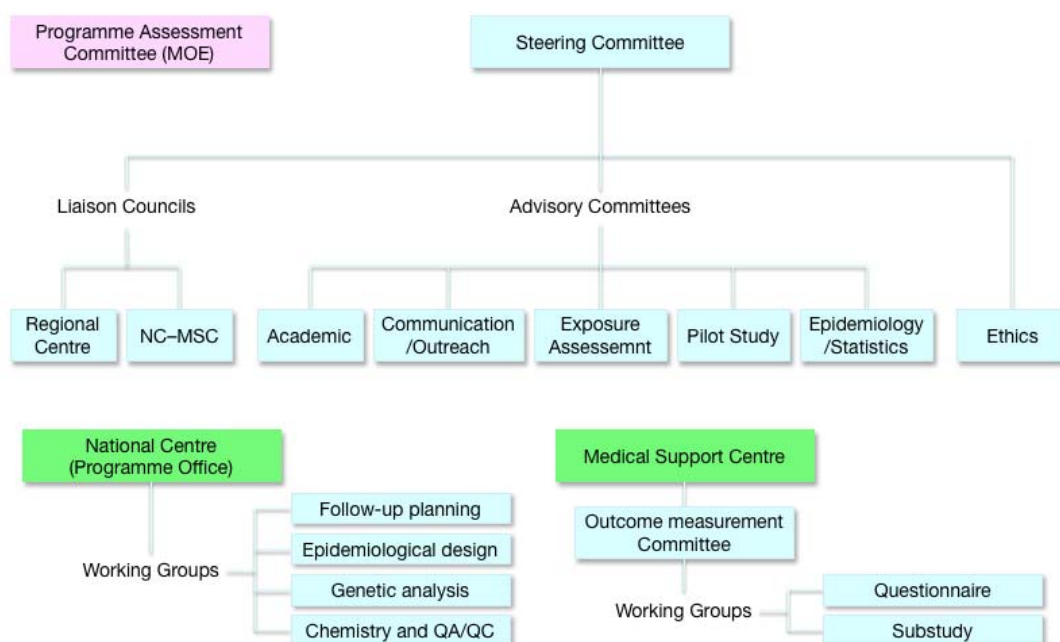 Programme Assessment
Committee (MOE)
Steering Committee
Liaison Councils
Advisory Committees
Regional
Centre
NC–MSC
Academic
Communication
/Outreach
Exposure
Assessemnt
Pilot Study
Epidemiology
/Statistics
Ethics
National Centre
(Programme Office)
Working Groups
Follow-up planning
Epidemiological design
Genetic analysis
Chemistry and QA/QC
Medical Support Centre
Outcome measurement
Committee
Working Groups
Questionnaire
Substudy